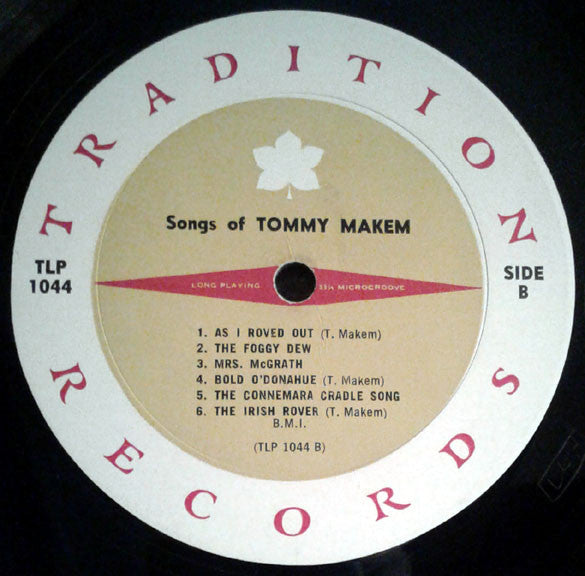 TRADITION
Songs of TOMMY MAKEM
TLP
1044
SIDE
B
LONG PLAYING 33⅓ MICROGROOVE
1. AS I ROVED OUT (T. Makem)
2. THE FOGGY DEW
3. MRS. McGRATH
4. BOLD O'DONAHUE (T. Makem)
5. THE CONNEMARA CRADLE SONG
6. THE IRISH ROVER (T. Makem)
B.M.I.
(TLP 1044 B)
RECORDS